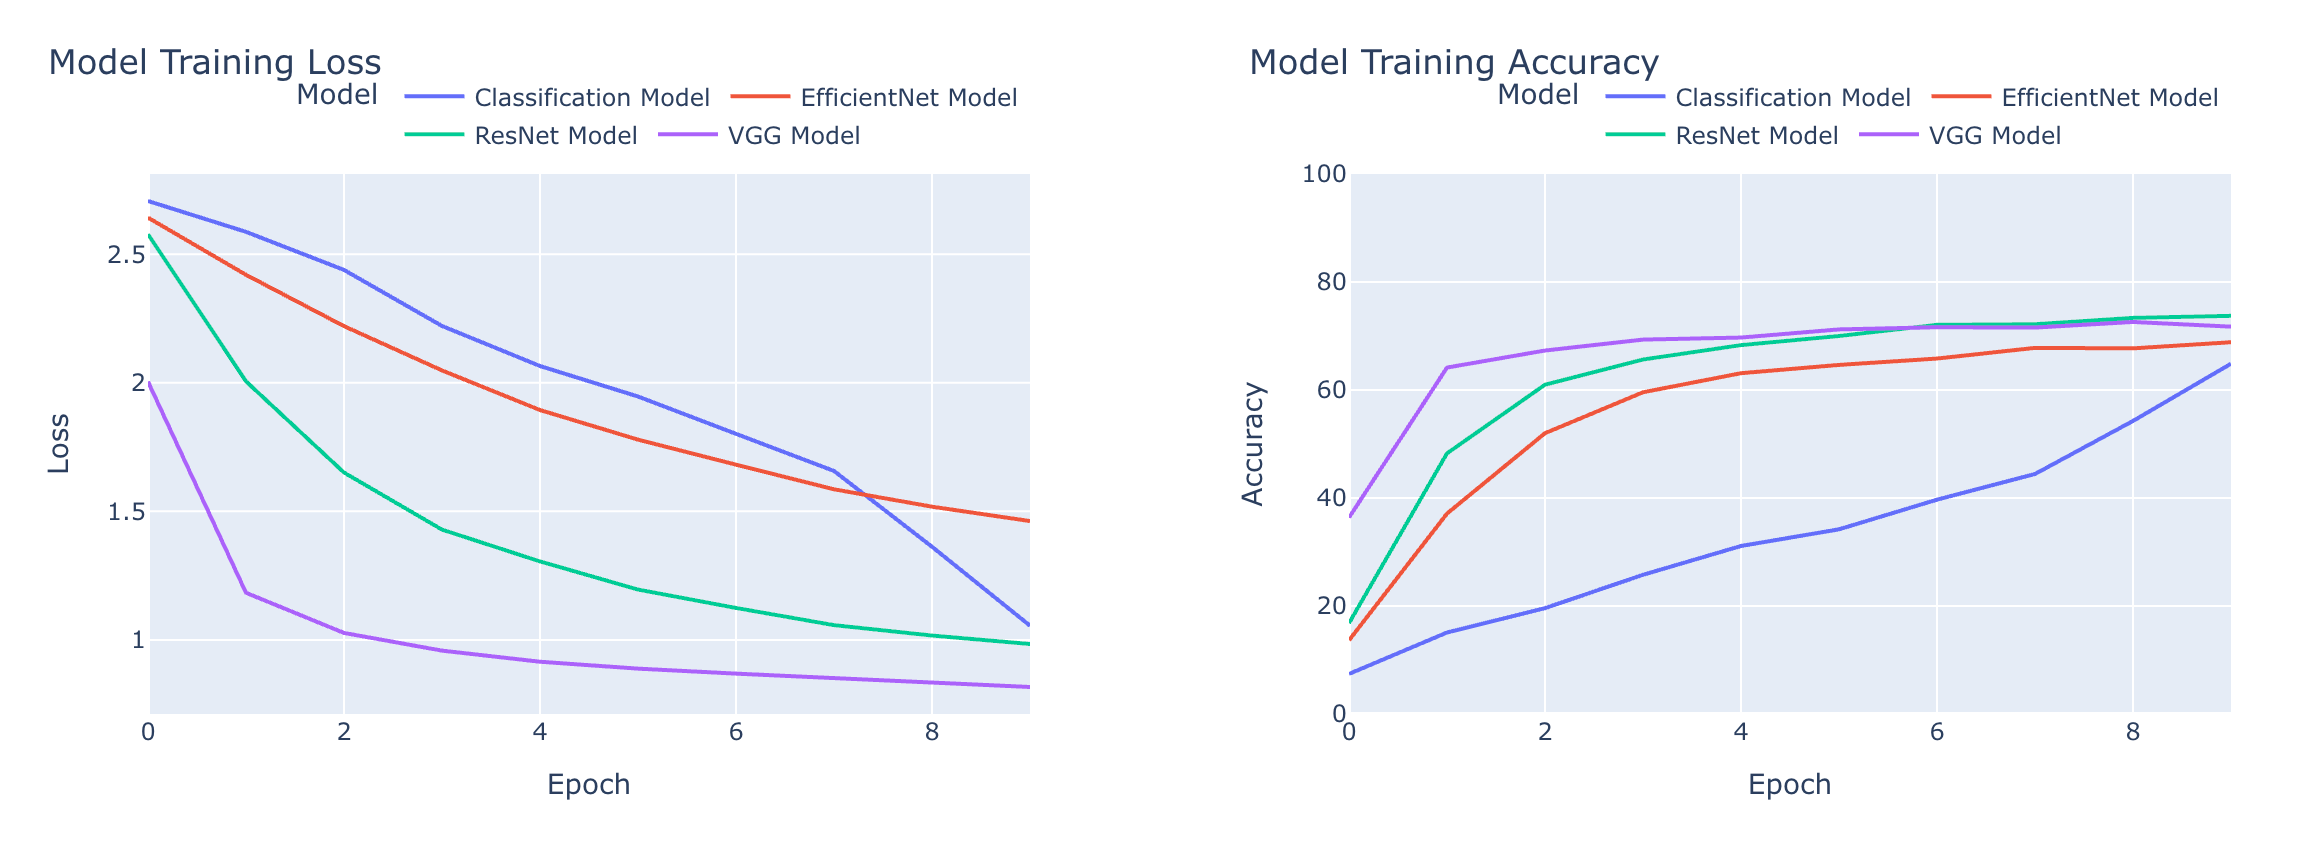 Model Training Loss
Model Classification Model EfficientNet Model
ResNet Model VGG Model
2.5
2
1.5
1
Loss
0 2 4 6 8
Epoch
Model Training Accuracy
Model Classification Model EfficientNet Model
ResNet Model VGG Model
100
80
60
40
20
0
Accuracy
0 2 4 6 8
Epoch